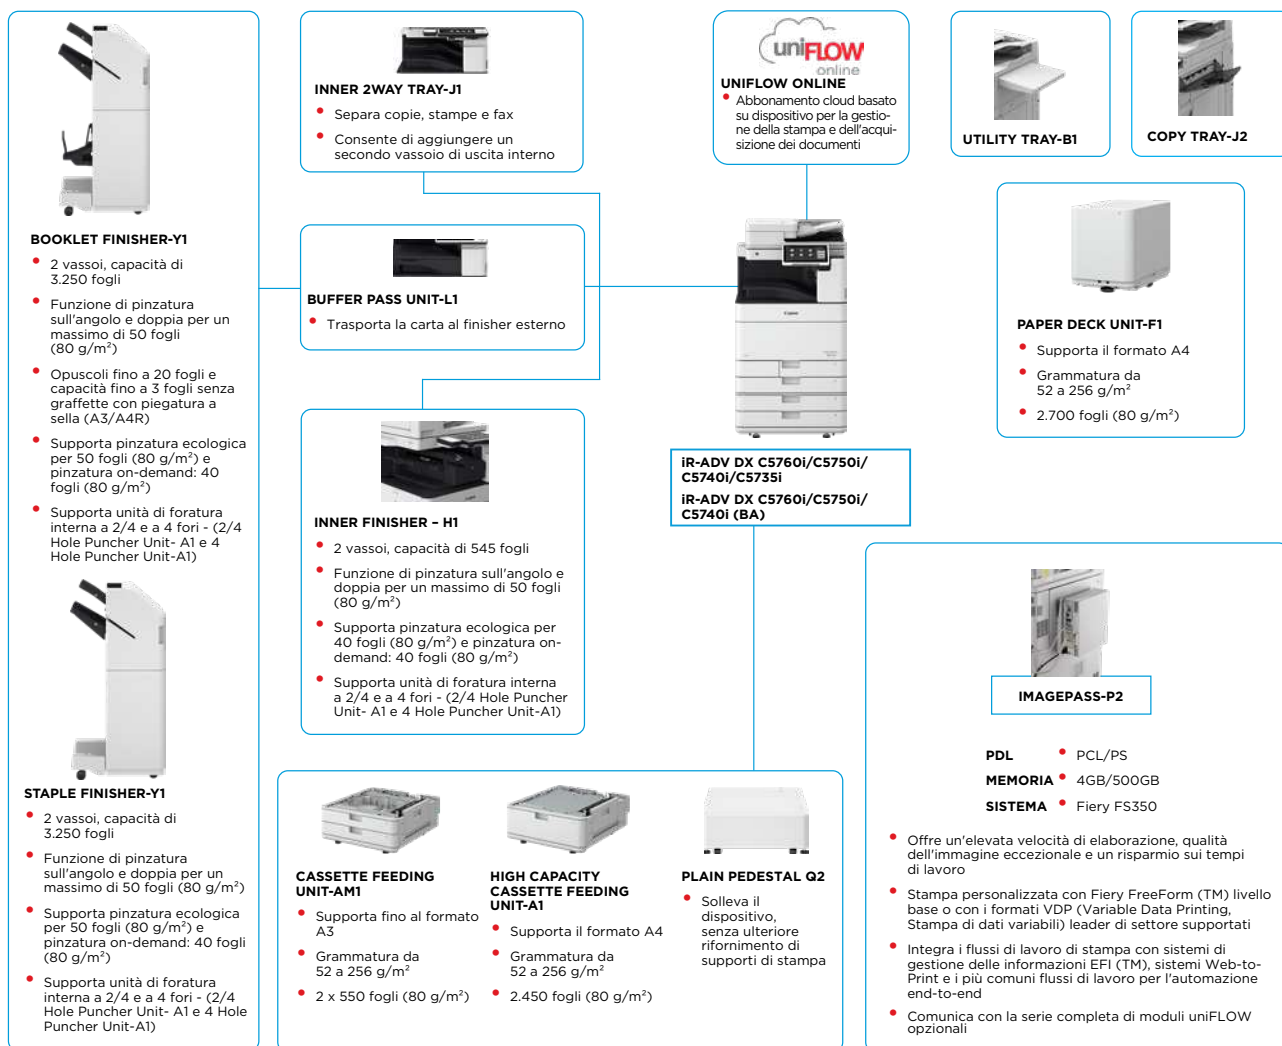 BOOKLET FINISHER-Y1
• 2 vassoi, capacità di
3.250 fogli
• Funzione di pinzatura
sull'angolo e doppia per un
massimo di 50 fogli
(80 g/m²)
• Opuscoli fino a 20 fogli e
capacità fino a 3 fogli senza
graffette con piegatura a
sella (A3/A4R)
• Supporta pinzatura ecologica
per 50 fogli (80 g/m²) e
pinzatura on-demand: 40
fogli (80 g/m²)
• Supporta unità di foratura
interna a 2/4 e a 4 fori - (2/4
Hole Puncher Unit- A1 e 4
Hole Puncher Unit-A1)
STAPLE FINISHER-Y1
• 2 vassoi, capacità di
3.250 fogli
• Funzione di pinzatura
sull'angolo e doppia per un
massimo di 50 fogli (80 g/m²)
• Supporta pinzatura ecologica
per 50 fogli (80 g/m²) e
pinzatura on-demand: 40 fogli
(80 g/m²)
• Supporta unità di foratura
interna a 2/4 e a 4 fori - (2/4
Hole Puncher Unit- A1 e 4 Hole
Puncher Unit-A1)
INNER 2WAY TRAY-J1
• Separa copie, stampe e fax
• Consente di aggiungere un
secondo vassoio di uscita interno
BUFFER PASS UNIT-L1
• Trasporta la carta al finisher esterno
INNER FINISHER – H1
• 2 vassoi, capacità di 545 fogli
• Funzione di pinzatura sull'angolo e
doppia per un massimo di 50 fogli
(80 g/m²)
• Supporta pinzatura ecologica per
40 fogli (80 g/m²) e pinzatura on-
demand: 40 fogli (80 g/m²)
• Supporta unità di foratura interna
a 2/4 e a 4 fori - (2/4 Hole Puncher
Unit- A1 e 4 Hole Puncher Unit-A1)
uniFLOW
online
UNIFLOW ONLINE
• Abbonamento cloud basato
su dispositivo per la gestio-
ne della stampa e dell'acqui-
sizione dei documenti
Canon
iR-ADV DX C5760i/C5750i/
C5740i/C5735i
iR-ADV DX C5760i/C5750i/
C5740i (BA)
UTILITY TRAY-B1
COPY TRAY-J2
PAPER DECK UNIT-F1
• Supporta il formato A4
• Grammatura da
52 a 256 g/m²
• 2.700 fogli (80 g/m²)
CASSETTE FEEDING
UNIT-AM1
• Supporta fino al formato
A3
• Grammatura da
52 a 256 g/m²
• 2 x 550 fogli (80 g/m²)
HIGH CAPACITY
CASSETTE FEEDING
UNIT-A1
• Supporta il formato A4
• Grammatura da
52 a 256 g/m²
• 2.450 fogli (80 g/m²)
PLAIN PEDESTAL Q2
• Solleva il
dispositivo,
senza ulteriore
rifornimento di
supporti di stampa
IMAGEPASS-P2
PDL • PCL/PS
MEMORIA • 4GB/500GB
SISTEMA • Fiery FS350
• Offre un'elevata velocità di elaborazione, qualità
dell'immagine eccezionale e un risparmio sui tempi
di lavoro
• Stampa personalizzata con Fiery FreeForm (TM) livello
base o con i formati VDP (Variable Data Printing,
Stampa di dati variabili) leader di settore supportati
• Integra i flussi di lavoro di stampa con sistemi di
gestione delle informazioni EFI (TM), sistemi Web-to-
Print e i più comuni flussi di lavoro per l'automazione
end-to-end
• Comunica con la serie completa di moduli uniFLOW
opzionali